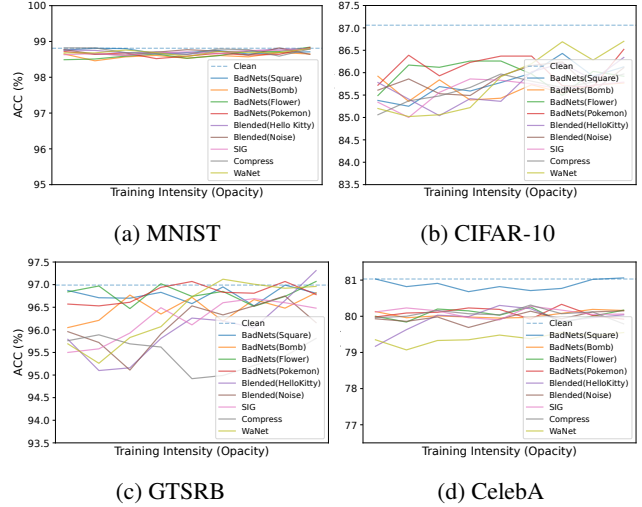 ACC (%)
100
99
98
97
96
95
Clean
BadNets(Square)
BadNets(Bomb)
BadNets(Flower)
BadNets(Pokemon)
Blended(Hello Kitty)
Blended(Noise)
SIG
Compress
WaNet
Training Intensity (Opacity)
(a) MNIST
87.5
87.0
86.5
86.0
85.5
85.0
84.5
84.0
83.5
Clean
BadNets(Square)
BadNets(Bomb)
BadNets(Flower)
BadNets(Pokemon)
Blended(HelloKitty)
Blended(Noise)
SIG
Compress
WaNet
Training Intensity (Opacity)
(b) CIFAR-10
ACC (%)
97.5
97.0
96.5
96.0
95.5
95.0
94.5
94.0
93.5
Clean
BadNets(Square)
BadNets(Bomb)
BadNets(Flower)
BadNets(Pokemon)
Blended(HelloKitty)
Blended(Noise)
SIG
Compress
WaNet
Training Intensity (Opacity)
(c) GTSRB
81
80
79
78
77
Clean
BadNets(Square)
BadNets(Bomb)
BadNets(Flower)
BadNets(Pokemon)
Blended(HelloKitty)
Blended(Noise)
SIG
Compress
WaNet
Training Intensity (Opacity)
(d) CelebA